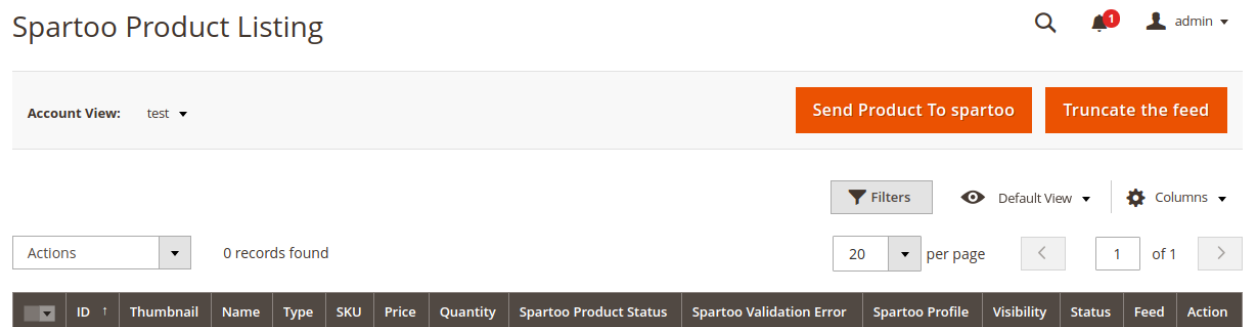 Spartoo Product Listing
1
admin
Account View: test
Send Product To spartoo
Truncate the feed
Filters
Default View
Columns
Actions
0 records found
20 per page
1 of 1
ID ↑ Thumbnail Name Type SKU Price Quantity Spartoo Product Status Spartoo Validation Error Spartoo Profile Visibility Status Feed Action